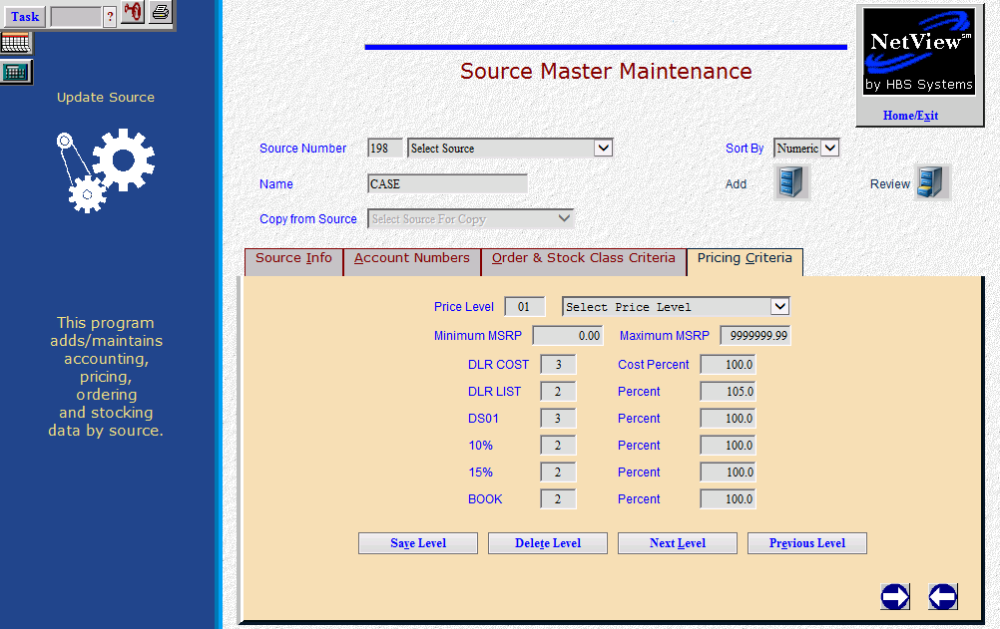 Task ?
Update Source
This program
adds/maintains
accounting,
pricing,
ordering
and stocking
data by source.
Source Master Maintenance
NetView℠
by HBS Systems
Home/Exit
Source Number 198 Select Source Sort By Numeric
Name CASE Add Review
Copy from Source Select Source For Copy
Source Info Account Numbers Order & Stock Class Criteria Pricing Criteria
Price Level 01 Select Price Level
Minimum MSRP 0.00 Maximum MSRP 9999999.99
DLR COST 3 Cost Percent 100.0
DLR LIST 2 Percent 105.0
DS01 3 Percent 100.0
10% 2 Percent 100.0
15% 2 Percent 100.0
BOOK 2 Percent 100.0
Save Level Delete Level Next Level Previous Level